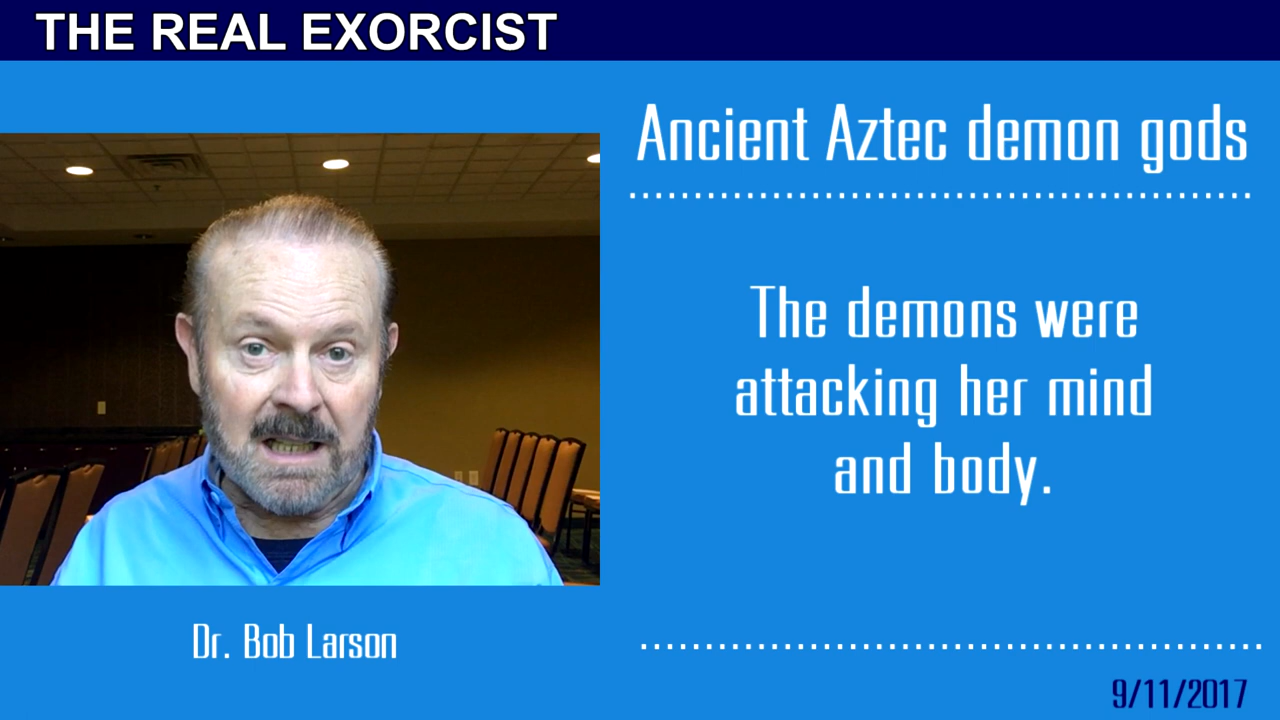 THE REAL EXORCIST
Ancient Aztec demon gods
The demons were
attacking her mind
and body.
Dr. Bob Larson
9/11/2017